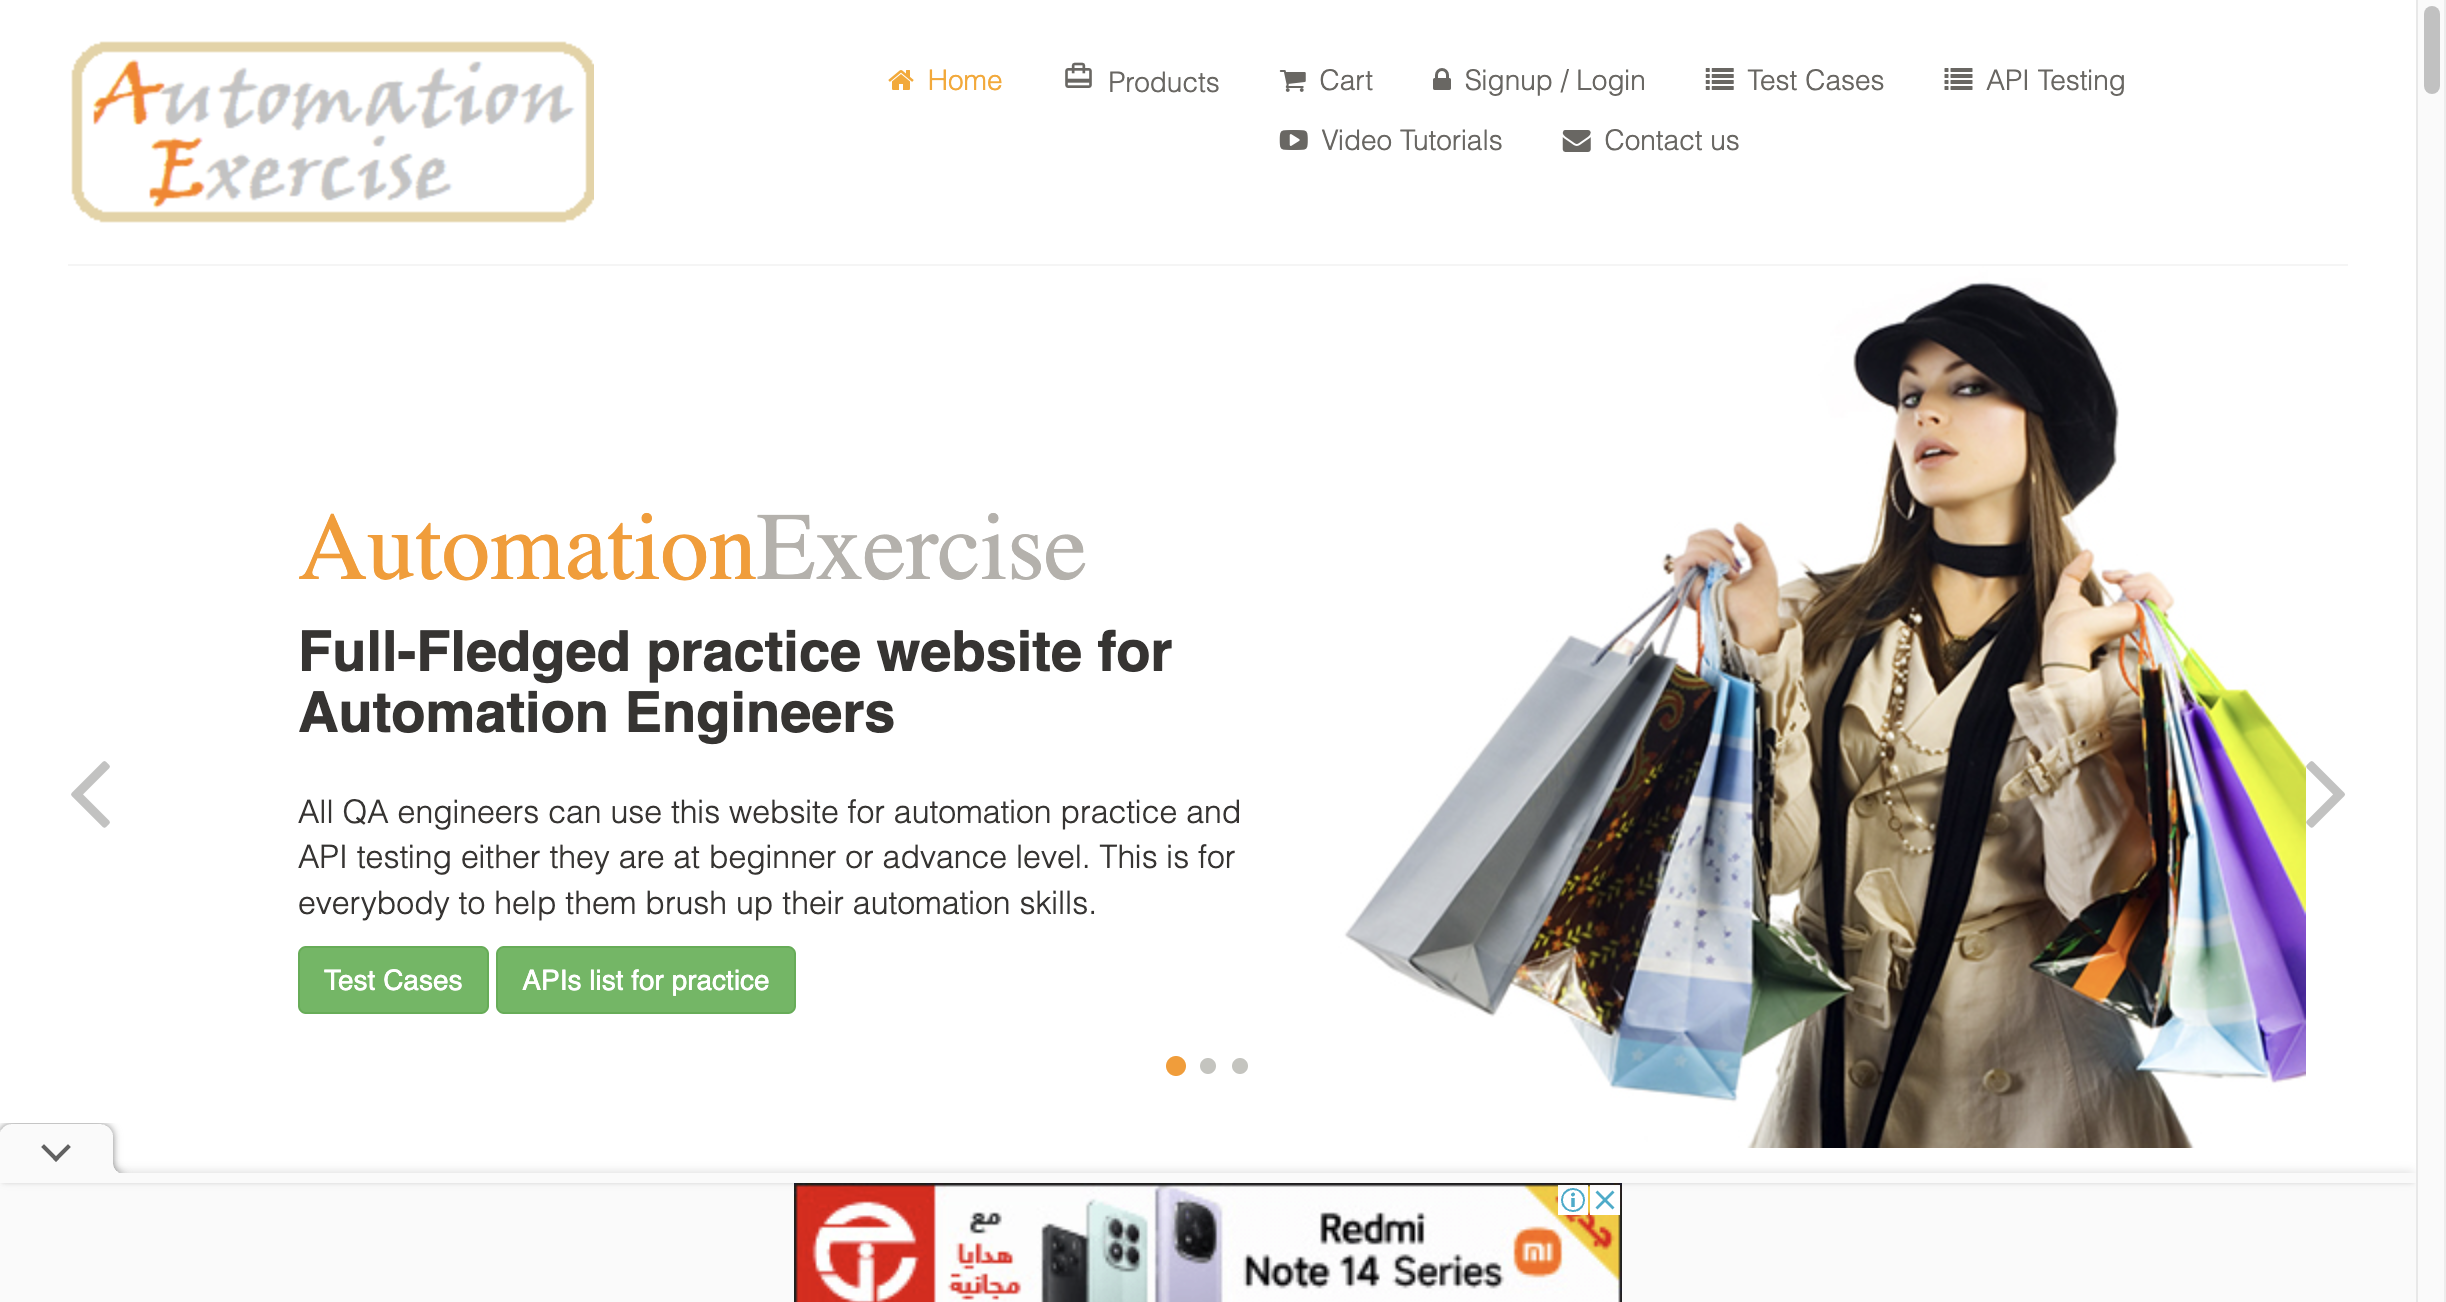 Automation
Exercise
Home
Products
Cart
Signup / Login
Test Cases
API Testing
Video Tutorials
Contact us
AutomationExercise
Full-Fledged practice website for
Automation Engineers
All QA engineers can use this website for automation practice and
API testing either they are at beginner or advance level. This is for
everybody to help them brush up their automation skills.
Test Cases
APIs list for practice
مع
هدايا
مجانية
Redmi
Note 14 Series
mi